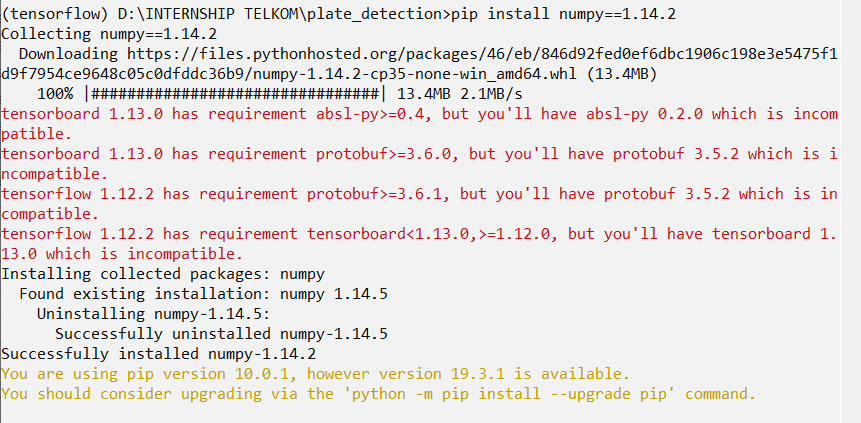 (tensorflow) D:\INTERNSHIP TELKOM\plate_detection>pip install numpy==1.14.2
Collecting numpy==1.14.2
  Downloading https://files.pythonhosted.org/packages/46/eb/846d92fed0ef6dbc1906c198e3e5475f1
d9f7954ce9648c05c0dfddc36b9/numpy-1.14.2-cp35-none-win_amd64.whl (13.4MB)
    100% |################################| 13.4MB 2.1MB/s
tensorboard 1.13.0 has requirement absl-py>=0.4, but you'll have absl-py 0.2.0 which is incom
patible.
tensorboard 1.13.0 has requirement protobuf>=3.6.0, but you'll have protobuf 3.5.2 which is i
ncompatible.
tensorflow 1.12.2 has requirement protobuf>=3.6.1, but you'll have protobuf 3.5.2 which is in
compatible.
tensorflow 1.12.2 has requirement tensorboard<1.13.0,>=1.12.0, but you'll have tensorboard 1.
13.0 which is incompatible.
Installing collected packages: numpy
  Found existing installation: numpy 1.14.5
    Uninstalling numpy-1.14.5:
      Successfully uninstalled numpy-1.14.5
Successfully installed numpy-1.14.2
You are using pip version 10.0.1, however version 19.3.1 is available.
You should consider upgrading via the 'python -m pip install --upgrade pip' command.